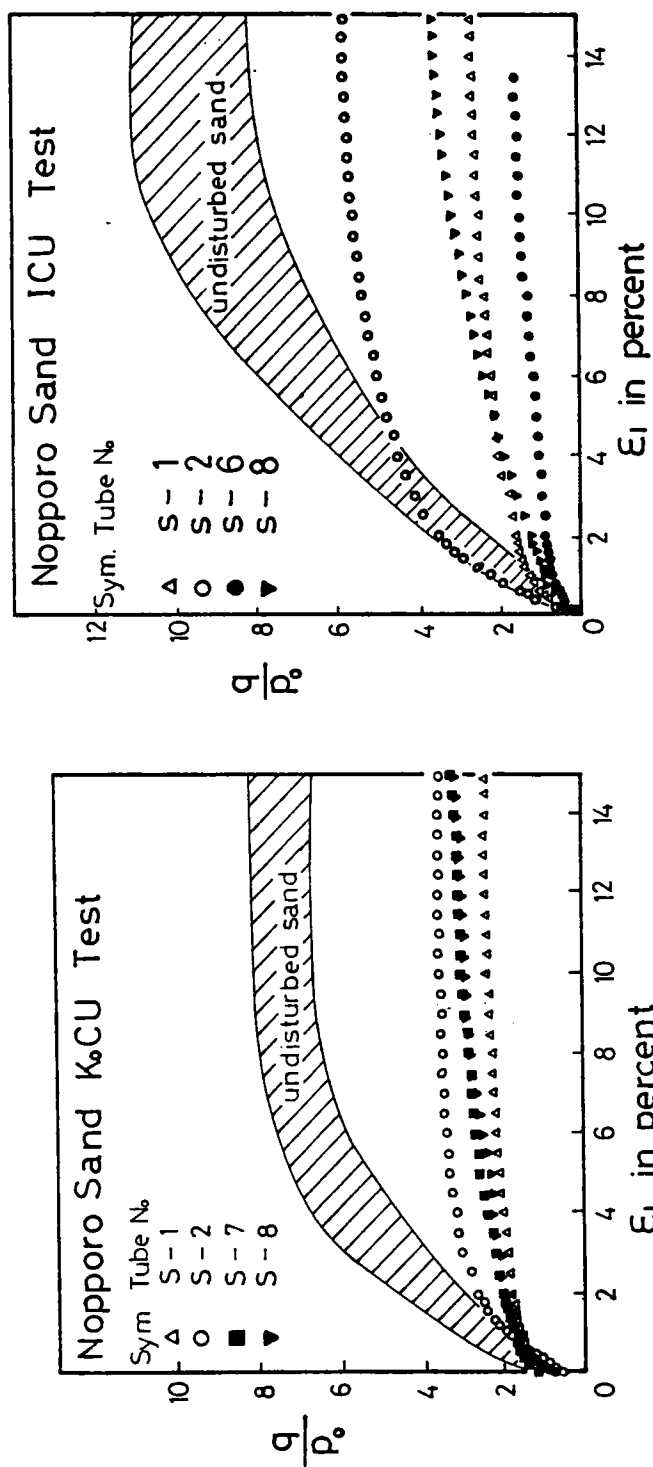 Nopporo Sand K₀CU Test
Sym Tube No.
△ S-1
○ S-2
■ S-7
▼ S-8
undisturbed sand
q/p₀
10
8
6
4
2
0
2 4 6 8 10 12 14
ε₁ in percent
Nopporo Sand ICU Test
Sym. Tube No.
△ S-1
○ S-2
● S-6
▼ S-8
undisturbed sand
q/p₀
12
10
8
6
4
2
0
2 4 6 8 10 12 14
ε₁ in percent